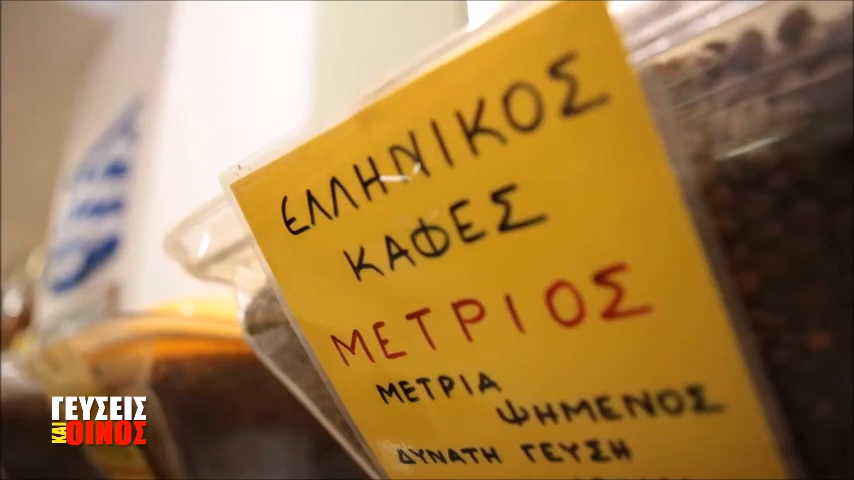 ΕΛΛΗΝΙΚΟΣ
ΚΑΦΕΣ
ΜΕΤΡΙΟΣ
ΜΕΤΡΙΑ
ΨΗΜΕΝΟΣ
ΔΥΝΑΤΗ ΓΕΥΣΗ
ΓΕΥΣΕΙΣ
ΚΑΙ ΟΙΝΟΣ